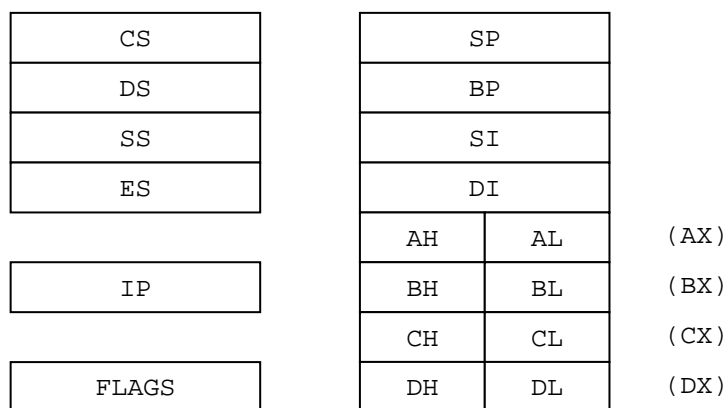 CS SP
DS BP
SS SI
ES DI
AH AL (AX)
IP BH BL (BX)
CH CL (CX)
FLAGS DH DL (DX)